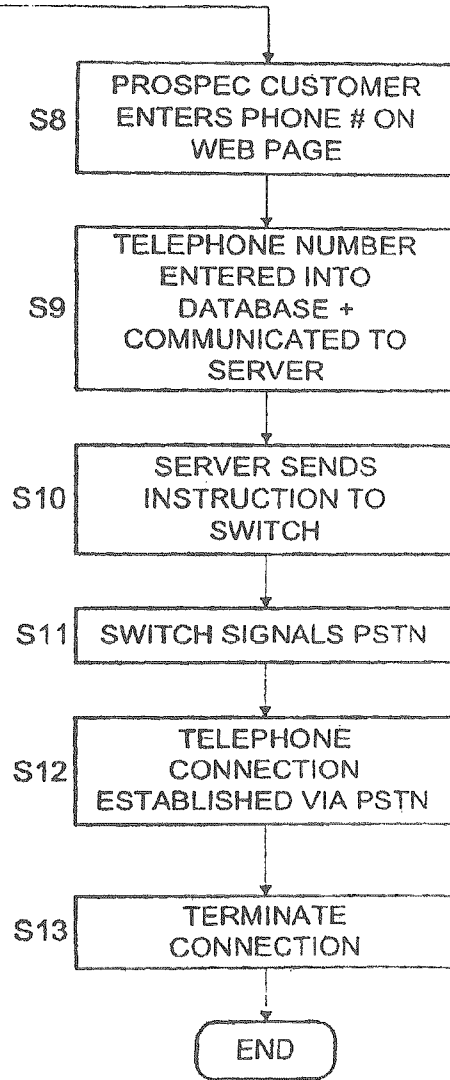 S8
PROSPEC CUSTOMER
ENTERS PHONE # ON
WEB PAGE
S9
TELEPHONE NUMBER
ENTERED INTO
DATABASE +
COMMUNICATED TO
SERVER
S10
SERVER SENDS
INSTRUCTION TO
SWITCH
S11
SWITCH SIGNALS PSTN
S12
TELEPHONE
CONNECTION
ESTABLISHED VIA PSTN
S13
TERMINATE
CONNECTION
END